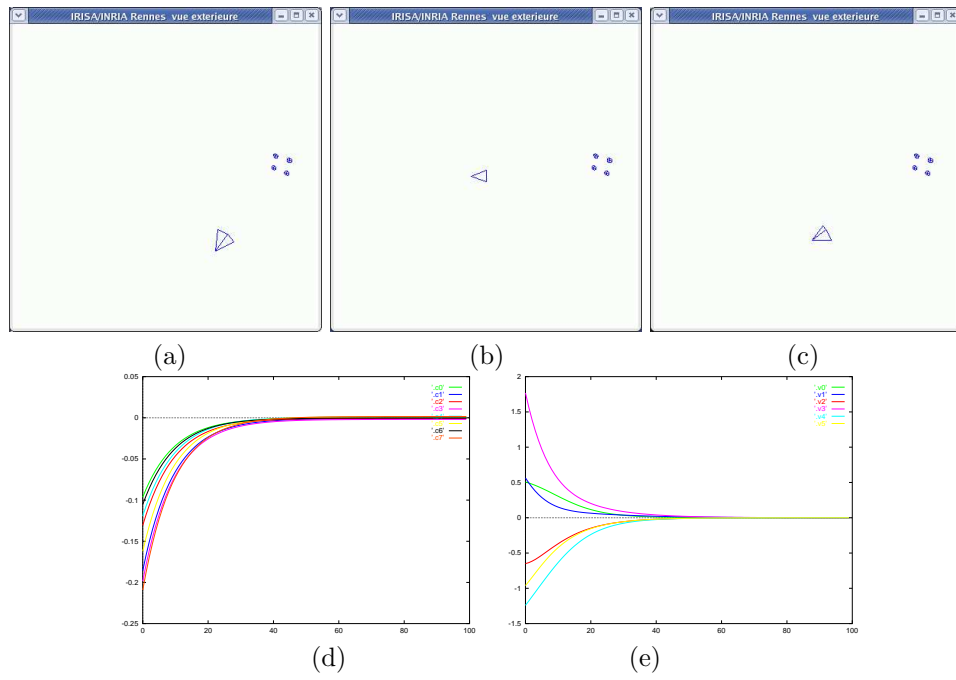 IRISA/INRIA Rennes vue exterieure
IRISA/INRIA Rennes vue exterieure
IRISA/INRIA Rennes vue exterieure
(a)
(b)
(c)
0.05
0
-0.05
-0.1
-0.15
-0.2
-0.25
0
20
40
60
80
100
'.c0'
'.c1'
'.c2'
'.c3'
'.c6'
'.c7'
(d)
2
1.5
1
0.5
0
-0.5
-1
-1.5
0
20
40
60
80
100
'.v0'
'.v1'
'.v2'
'.v3'
'.v4'
(e)